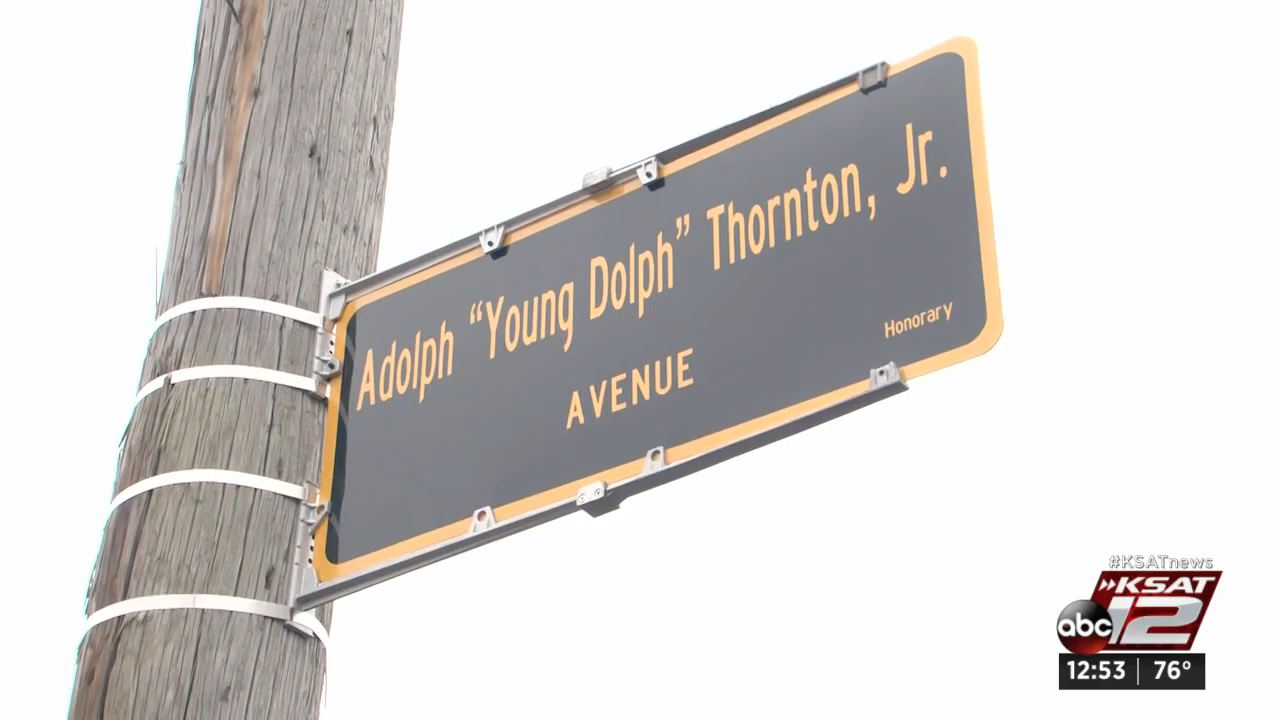 Adolph “Young Dolph” Thornton, Jr.
AVENUE
Honorary
#KSATnews
KSAT
abc 12
12:53 | 76°